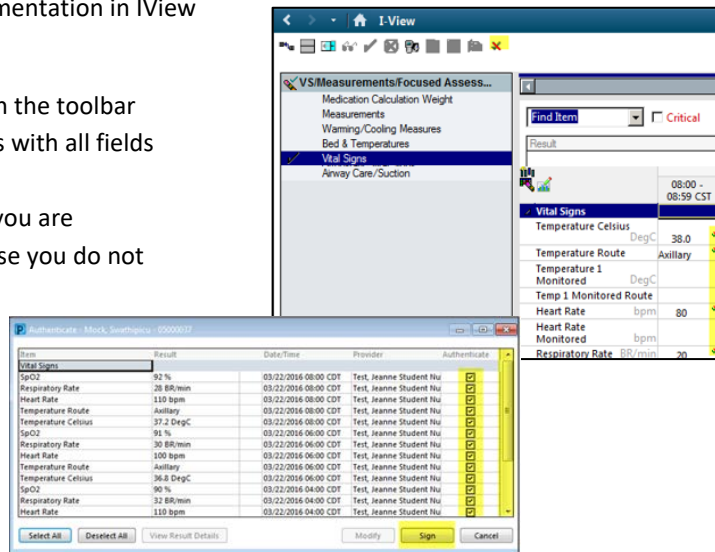 mentation in IView
n the toolbar
s with all fields
you are
se you do not
I-View
VS/Measurements/Focused Assess...
Medication Calculation Weight
Measurements
Warming/Cooling Measures
Bed & Temperatures
Vital Signs
Airway Care/Suction
Find Item
Critical
Result
08:00 -
08:59 CST
Vital Signs
Temperature Celsius
DegC 38.0
Temperature Route Axillary
Temperature 1
Monitored DegC
Temp 1 Monitored Route
Heart Rate bpm 80
Heart Rate
Monitored bpm
Respiratory Rate BR/min 20
Authenticate - Mock, 
Item Result Date/Time Provider Authenticate
Vital Signs
SpO2 92 % 03/22/2016 08:00 CDT Test, Jeanne Student Nu
Respiratory Rate 28 BR/min 03/22/2016 08:00 CDT Test, Jeanne Student Nu
Heart Rate 110 bpm 03/22/2016 08:00 CDT Test, Jeanne Student Nu
Temperature Route Axillary 03/22/2016 08:00 CDT Test, Jeanne Student Nu
Temperature Celsius 37.2 DegC 03/22/2016 08:00 CDT Test, Jeanne Student Nu
SpO2 91 % 03/22/2016 06:00 CDT Test, Jeanne Student Nu
Respiratory Rate 30 BR/min 03/22/2016 06:00 CDT Test, Jeanne Student Nu
Heart Rate 100 bpm 03/22/2016 06:00 CDT Test, Jeanne Student Nu
Temperature Route Axillary 03/22/2016 06:00 CDT Test, Jeanne Student Nu
Temperature Celsius 36.8 DegC 03/22/2016 06:00 CDT Test, Jeanne Student Nu
SpO2 90 % 03/22/2016 04:00 CDT Test, Jeanne Student Nu
Respiratory Rate 32 BR/min 03/22/2016 04:00 CDT Test, Jeanne Student Nu
Heart Rate 110 bpm 03/22/2016 04:00 CDT Test, Jeanne Student Nu
Select All Deselect All View Result Details Modify Sign Cancel